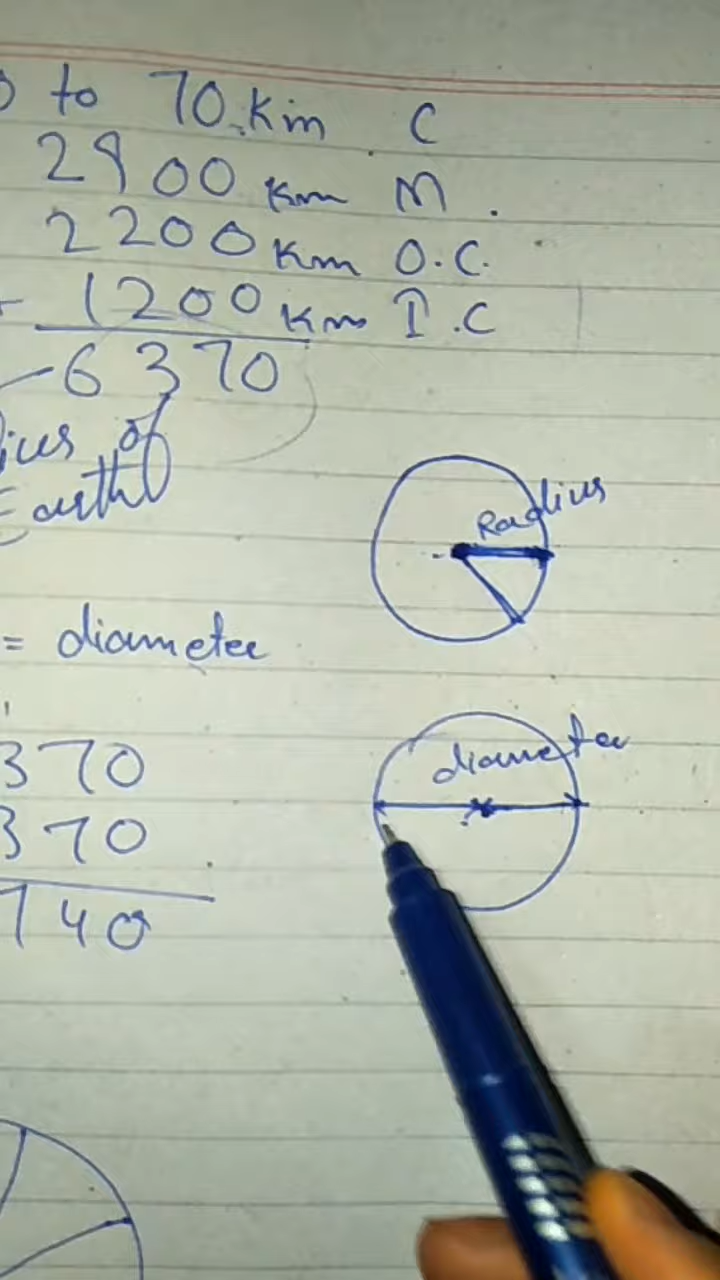 to 70 Km C
2900 Km M.
2200 Km O.C.
1200 Km I.C
6370
of
Earth
Radius
= diameter
diameter
370
370
740